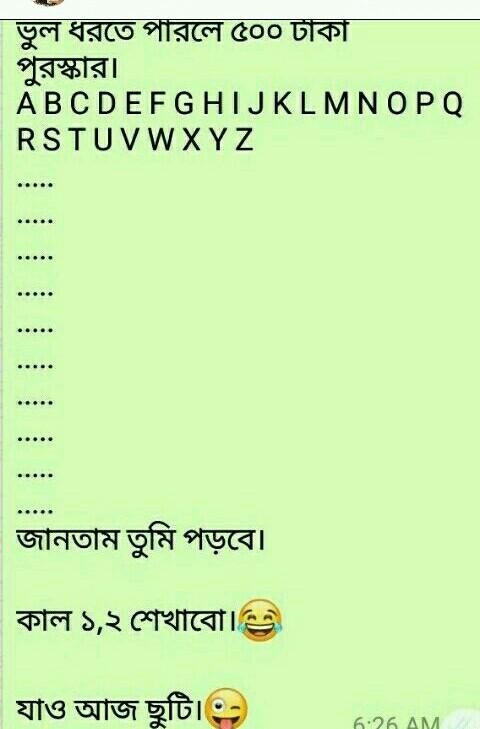 ভুল ধরতে পারলে ৫০০ টাকা
পুরস্কার।
A B C D E F G H I J K L M N O P Q
R S T U V W X Y Z
.....
.....
.....
.....
.....
.....
.....
.....
.....
.....
জানতাম তুমি পড়বে।
কাল ১,২ শেখাবো।😂
যাও আজ ছুটি।😜
6:26 AM